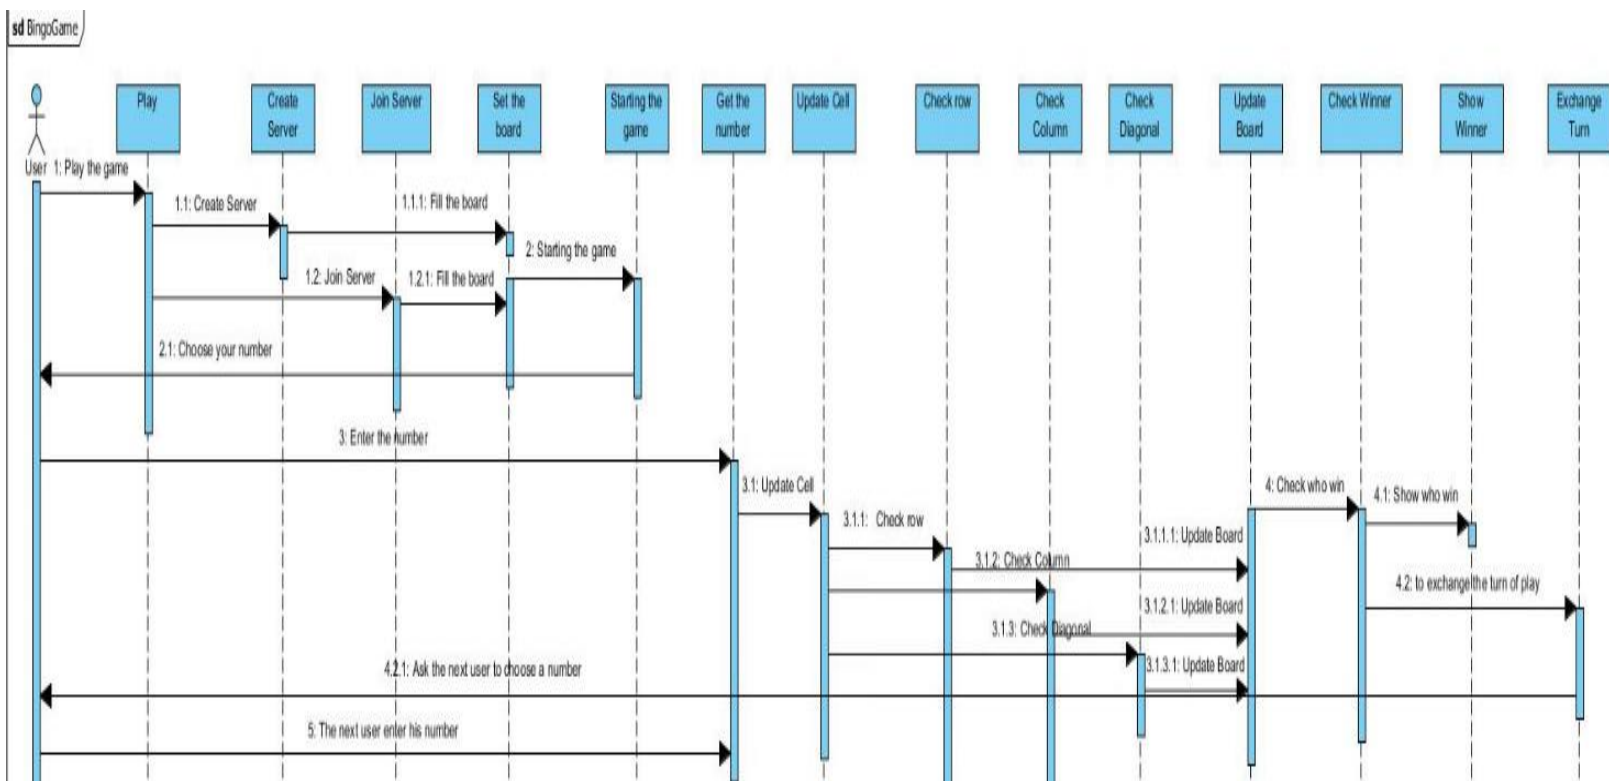 sd BingoGame
Play
Create
Server
Join Server
Set the
board
Starting the
game
Get the
number
Update Cell
Check row
Check
Column
Check
Diagonal
Update
Board
Check Winner
Show
Winner
Exchange
Turn
User
1: Play the game
1.1: Create Server
1.1.1: Fill the board
2: Starting the game
1.2: Join Server
1.2.1: Fill the board
2.1: Choose your number
3: Enter the number
3.1: Update Cell
4: Check who win
4.1: Show who win
3.1.1: Check row
3.1.1.1: Update Board
3.1.2: Check Column
4.2: to exchange the turn of play
3.1.2.1: Update Board
3.1.3: Check Diagonal
4.2.1: Ask the next user to choose a number
3.1.3.1: Update Board
5: The next user enter his number